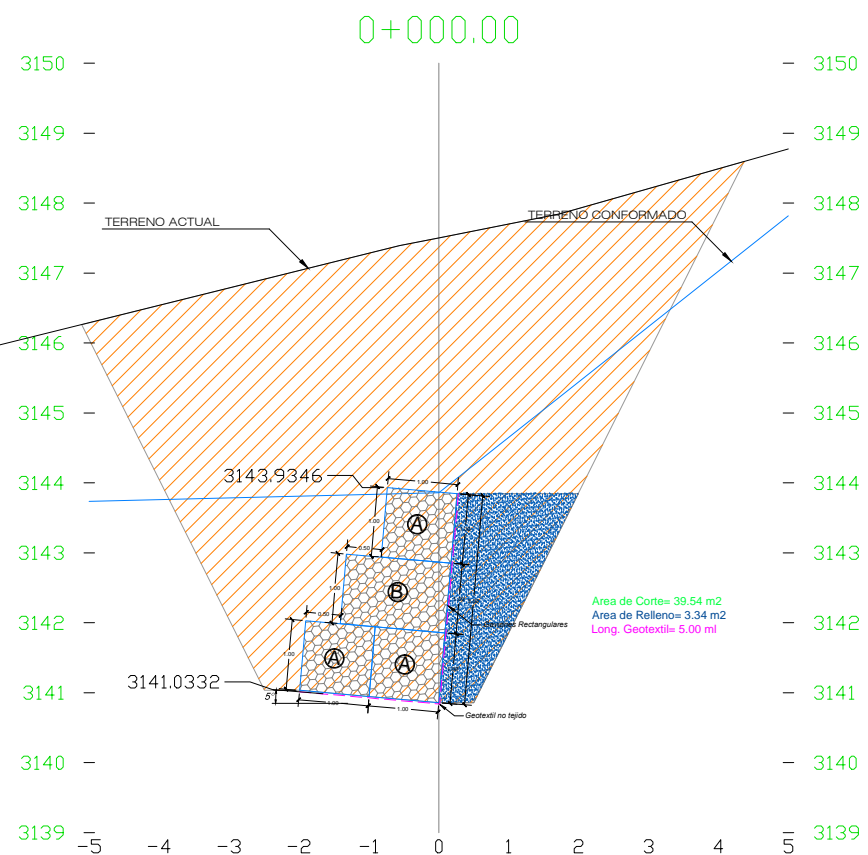 0+000.00
3150 3150
3149 3149
3148 3148
TERRENO ACTUAL
TERRENO CONFORMADO
3147 3147
3146 3146
3145 3145
3144 3144
3143.9346
1.00
A
1.00
3143 3143
0.50
B
1.00
Area de Corte= 39.54 m2
Area de Relleno= 3.34 m2
Long. Geotextil= 5.00 ml
3142 3142
0.50
Rectangulares
A
A
1.00
3141.0332
3141 3141
5°
1.00
1.00
Geotextil no tejido
3140 3140
3139 3139
-5 -4 -3 -2 -1 0 1 2 3 4 5